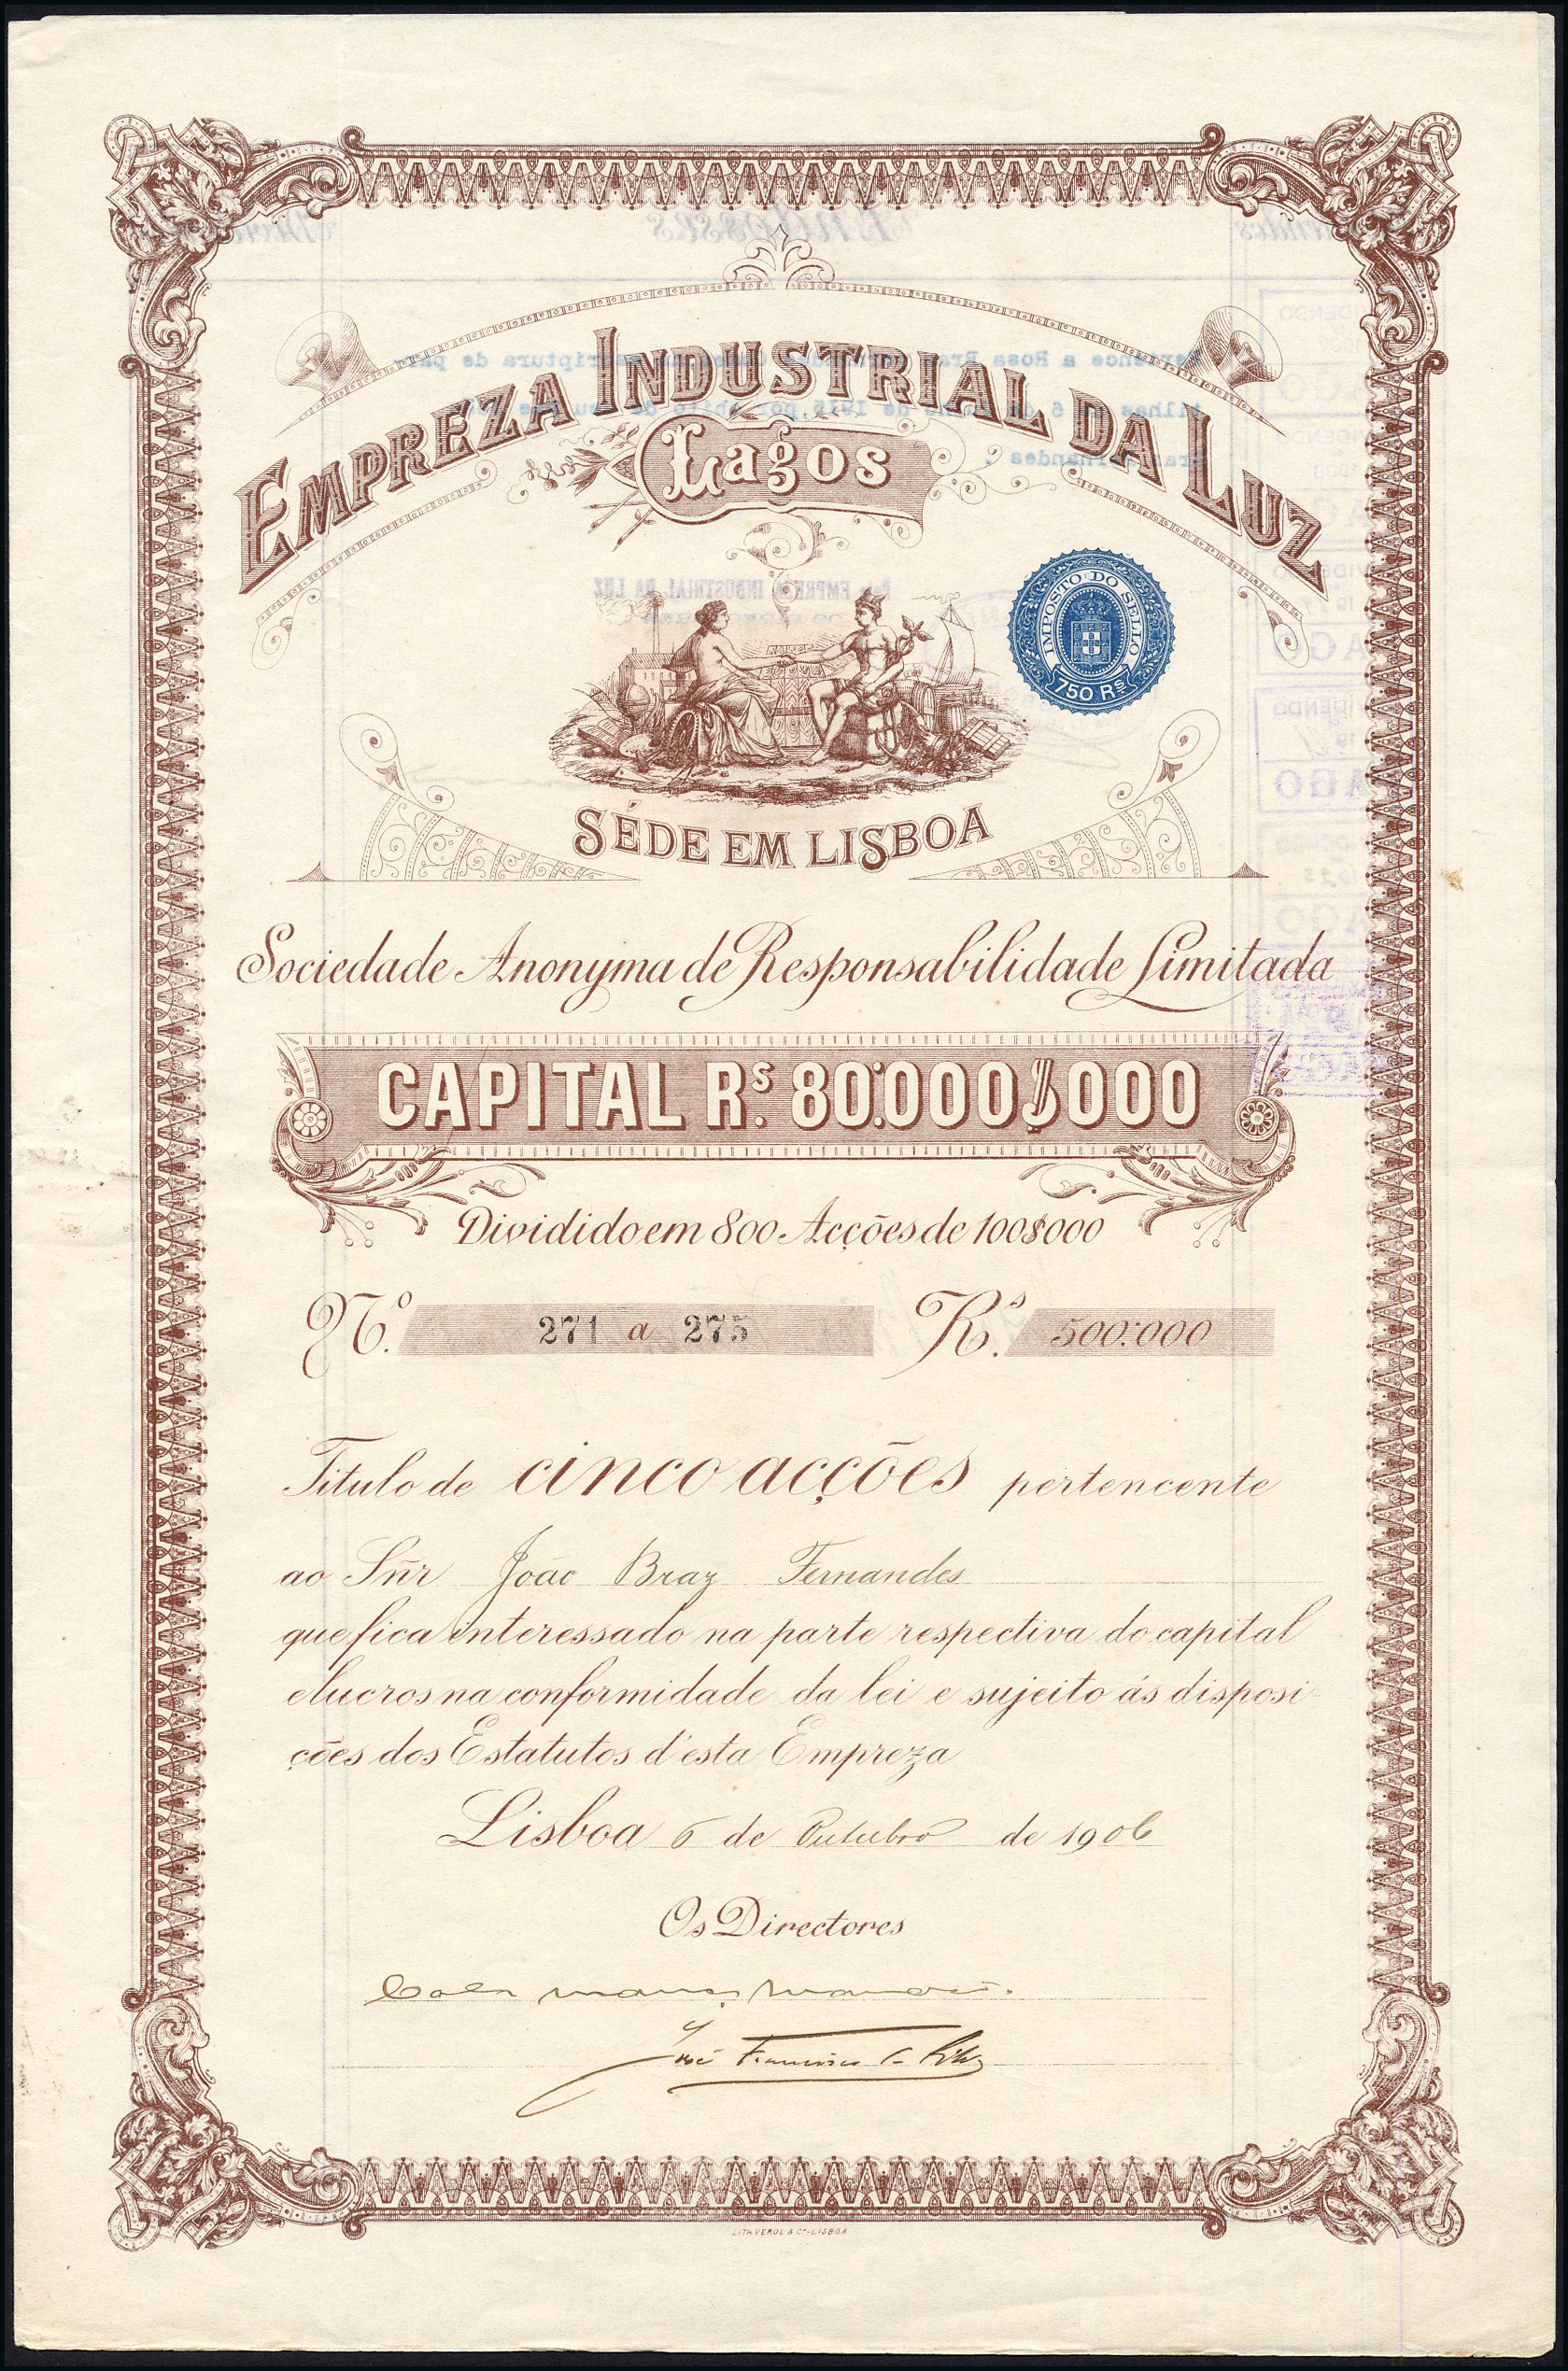 EMPREZA INDUSTRIAL DA LUZ
Lagos
IMPOSTO DO SELLO
750 Rs
SÉDE EM LISBOA
Sociedade Anonyma de Responsabilidade Limitada
CAPITAL Rs. 80:000$000
Dividido em 800 Acções de 100$000
N.º 271 a 275 R.s 500:000
Titulo de cinco acções pertencente
ao Snr João Braz Fernandes
que fica interessado na parte respectiva do capital
e lucros na conformidade da lei e sujeito ás disposi-
ções dos Estatutos d'esta Empreza
Lisboa 6 de Outubro de 1906
Os Directores
José Francisco
LITH. VEROL & Cª - LISBOA